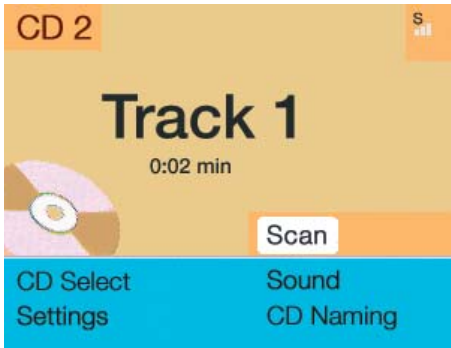 CD 2
S
Track 1
0:02 min
Scan
CD Select Sound
Settings CD Naming